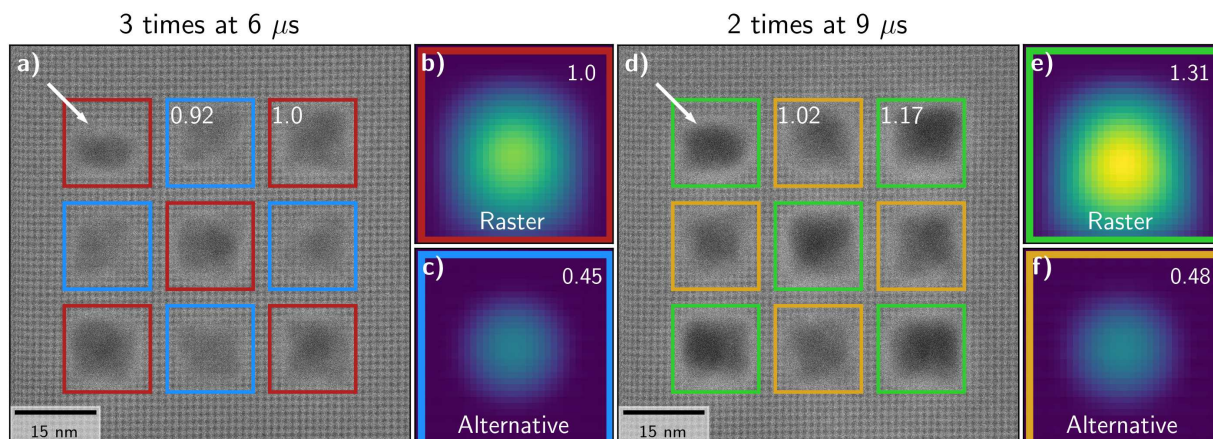 3 times at 6 μs
2 times at 9 μs
a)
0.92
1.0
15 nm
b)
1.0
Raster
c)
0.45
Alternative
d)
1.02
1.17
15 nm
e)
1.31
Raster
f)
0.48
Alternative